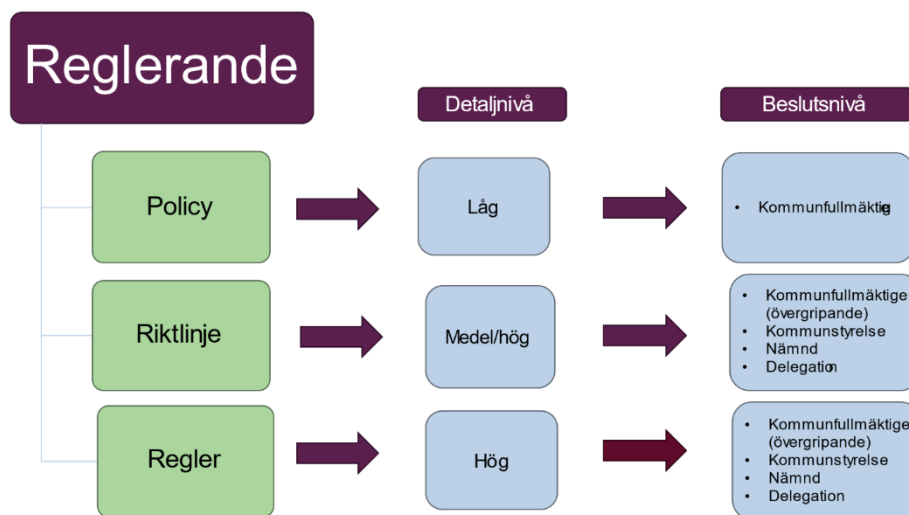 Reglerande
Detaljnivå
Beslutsnivå
Policy
Låg
• Kommunfullmäktige
Riktlinje
Medel/hög
• Kommunfullmäktige
(övergripande)
• Kommunstyrelse
• Nämnd
• Delegation
Regler
Hög
• Kommunfullmäktige
(övergripande)
• Kommunstyrelse
• Nämnd
• Delegation